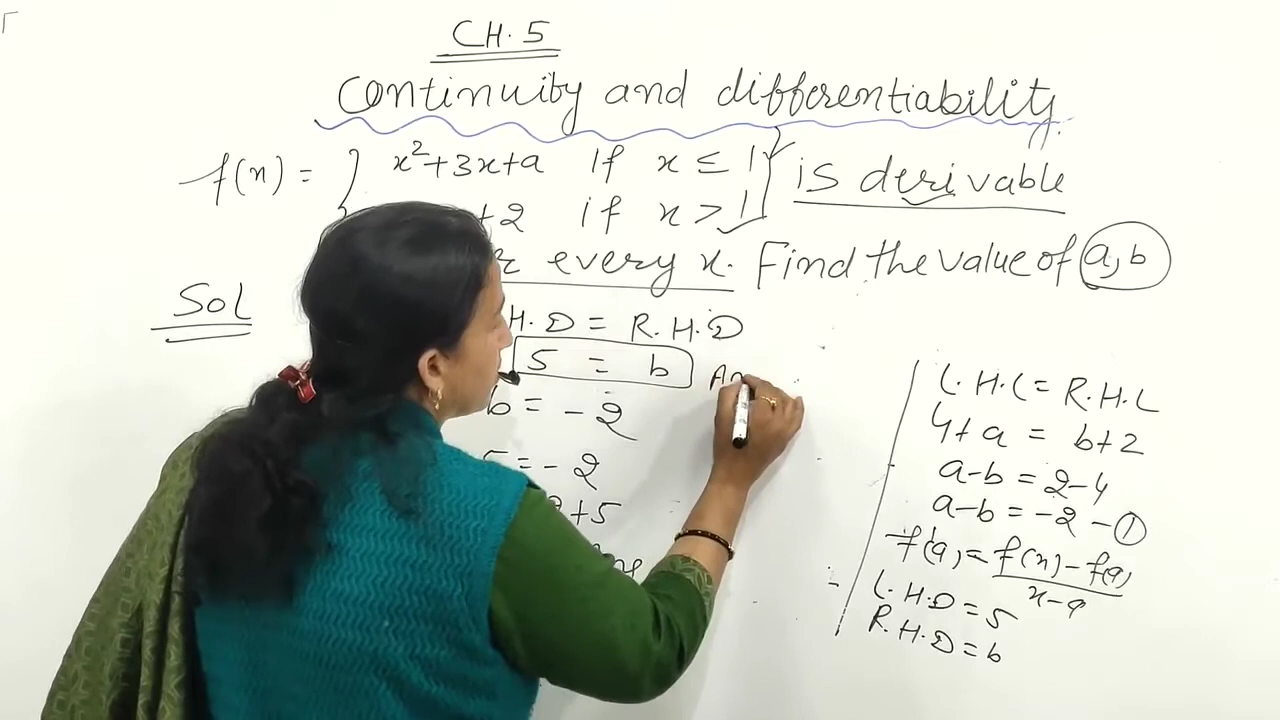 CH.5
Continuity and differentiability
f(x) = { x²+3x+a if x ≤ 1 } is derivable
+2 if x > 1
every x. Find the value of a, b
Sol
H.D = R.H.D
5 = b
b = -2
5 = -2
+5
L.H.L = R.H.L
4+a = b+2
a-b = 2-4
a-b = -2 - ①
f'(a) = f(x) - f(a) / x-a
L.H.D = 5
R.H.D = b